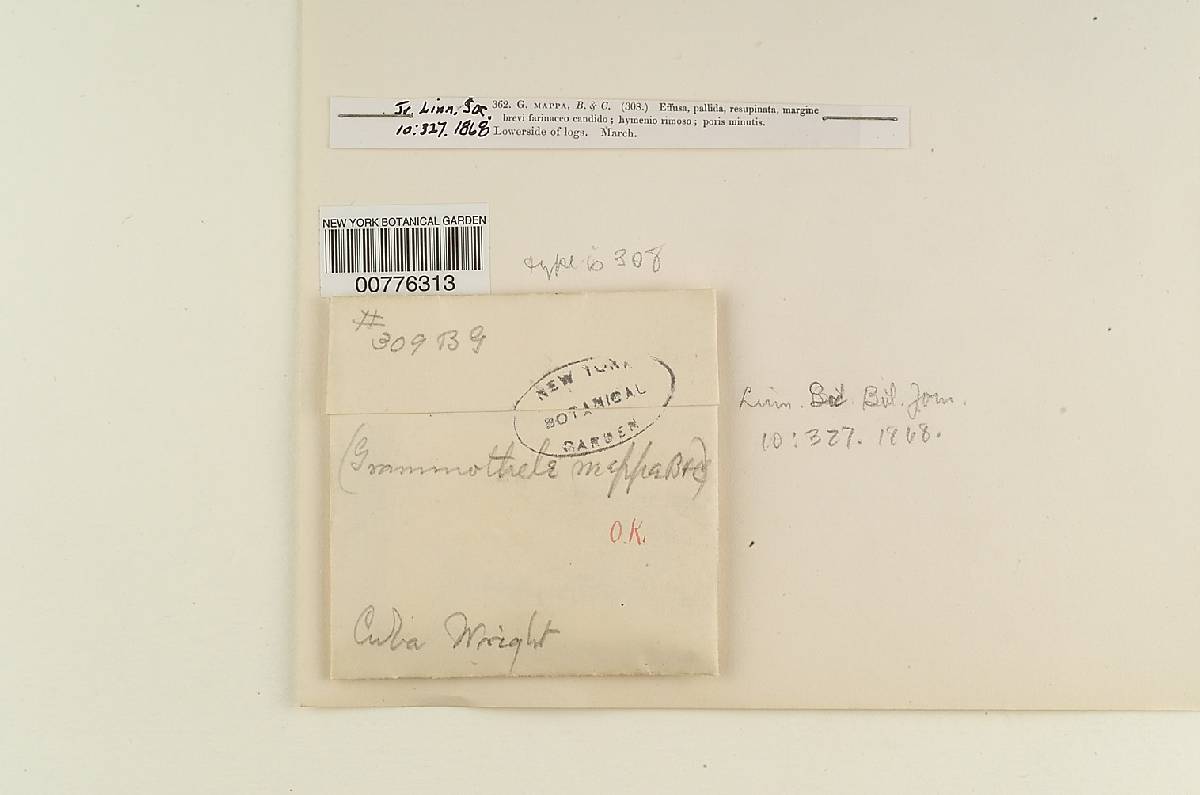 Jr. Linn. Soc.
10:327. 1868
362. G. MAPPA, B. & C. (308.) Effusa, pallida, resupinata, margine
brevi farinaceo candido; hymenio rimoso; poris minutis.
Lowerside of logs. March.
NEW YORK BOTANICAL GARDEN
00776313
type is 308
#
309 B G
NEW YORK
BOTANICAL
GARDEN
(Grammothele mappa B+C)
O.K.
Cuba Wright
Linn. Bot. Jour.
10:327. 1868.